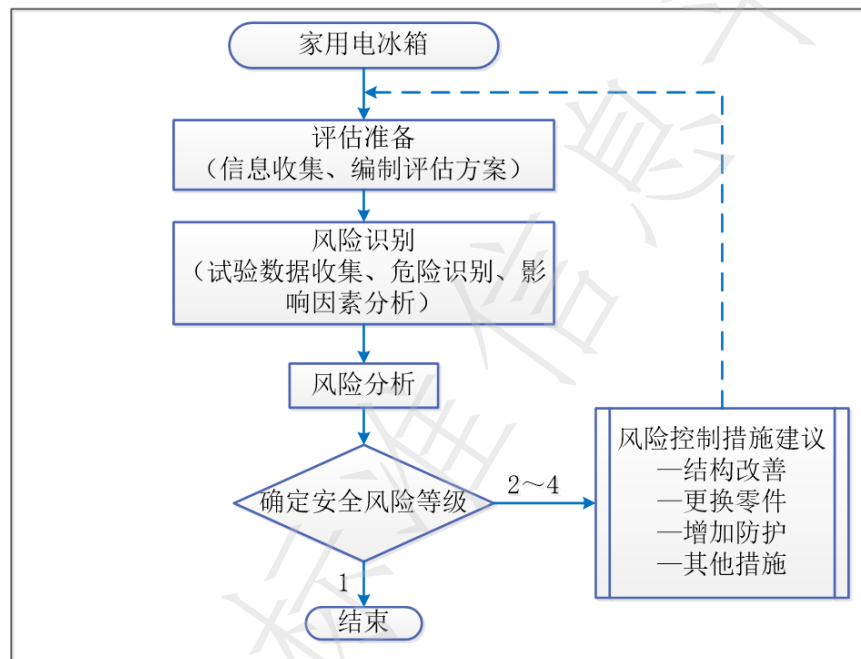 家用电冰箱
评估准备
（信息收集、编制评估方案）
风险识别
（试验数据收集、危险识别、影
响因素分析）
风险分析
确定安全风险等级
2～4
1
结束
风险控制措施建议
—结构改善
—更换零件
—增加防护
—其他措施
标准信息